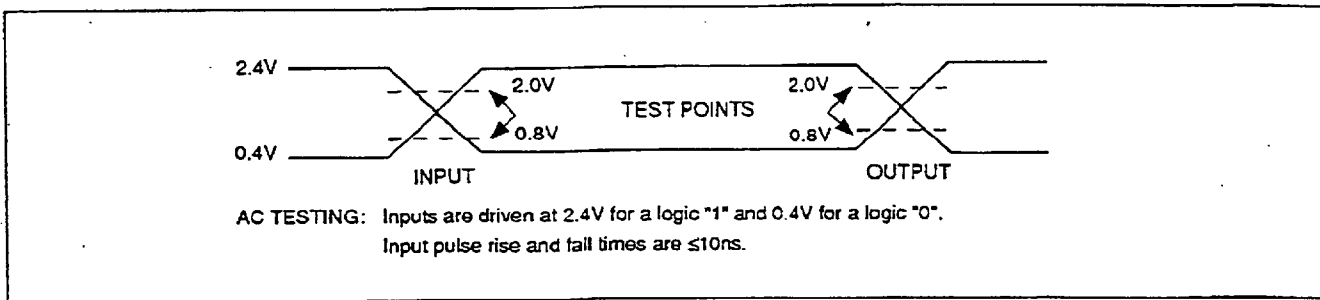 2.4V
2.0V
2.0V
TEST POINTS
0.8V
0.8V
0.4V
INPUT
OUTPUT
AC TESTING: Inputs are driven at 2.4V for a logic "1" and 0.4V for a logic "0".
Input pulse rise and fall times are ≤10ns.